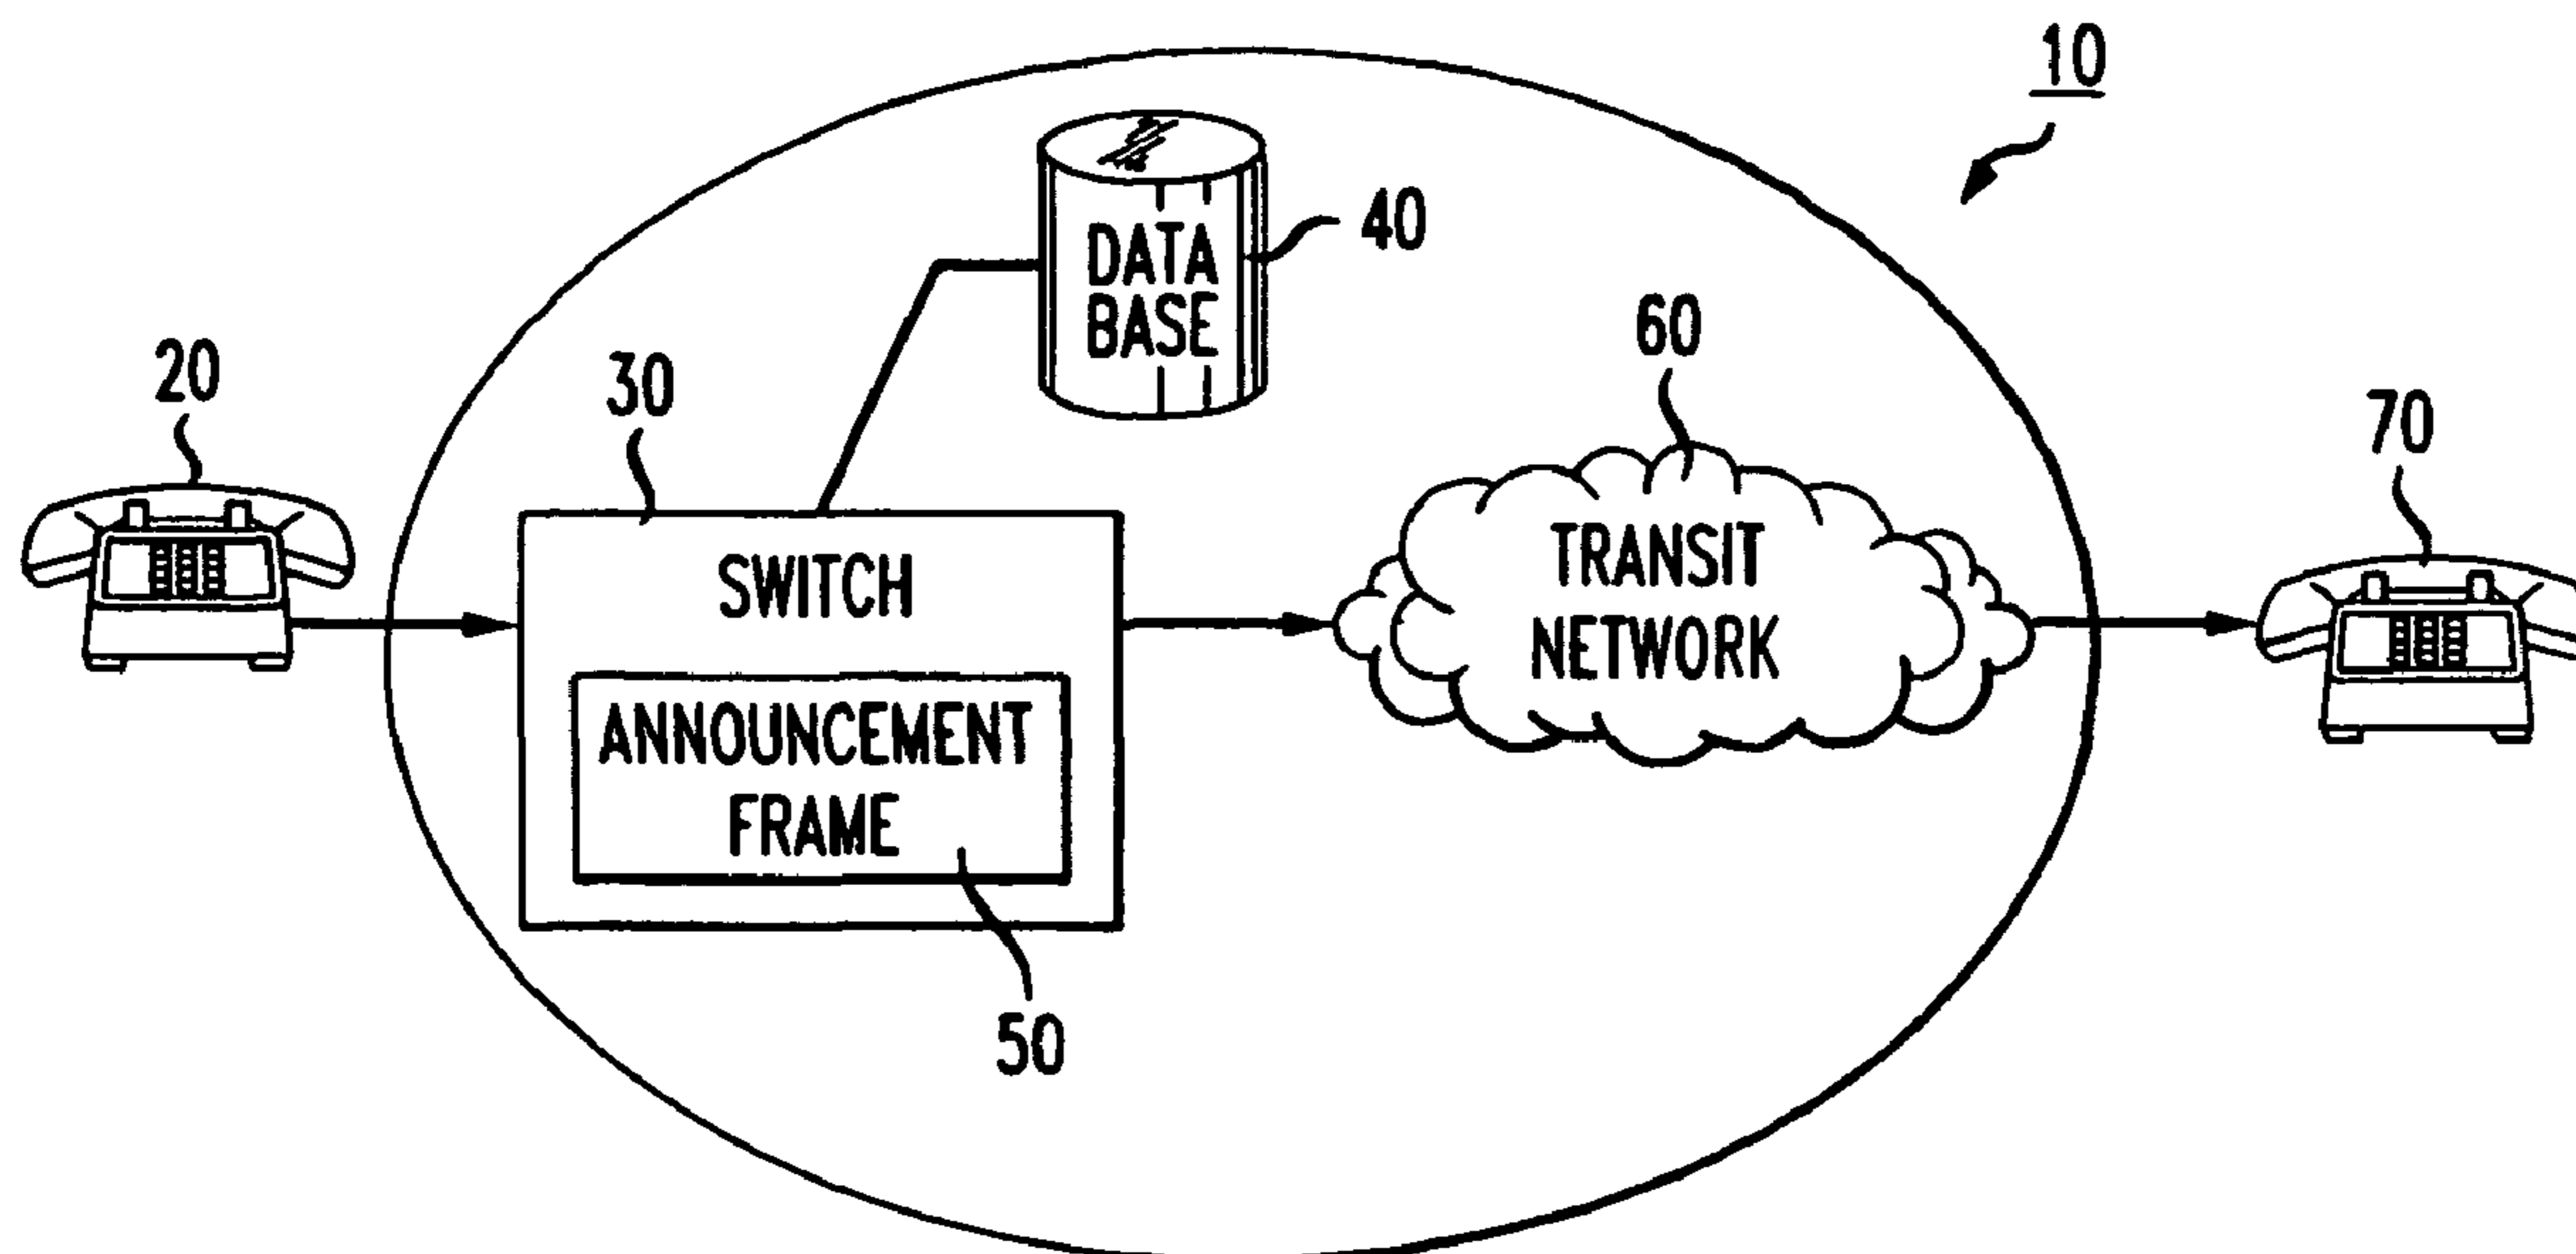 10
DATA
BASE
40
60
20
30
70
SWITCH
TRANSIT
NETWORK
ANNOUNCEMENT
FRAME
50